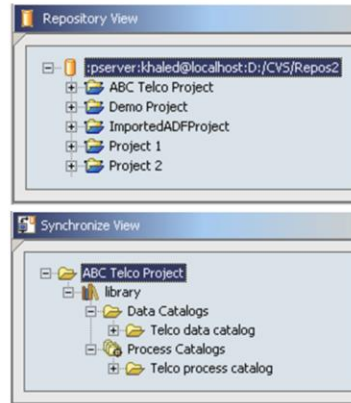 Repository View
:pserver:khaled@localhost:D:/CVS/Repos2
ABC Telco Project
Demo Project
ImportedADFProject
Project 1
Project 2
Synchronize View
ABC Telco Project
library
Data Catalogs
Telco data catalog
Process Catalogs
Telco process catalog